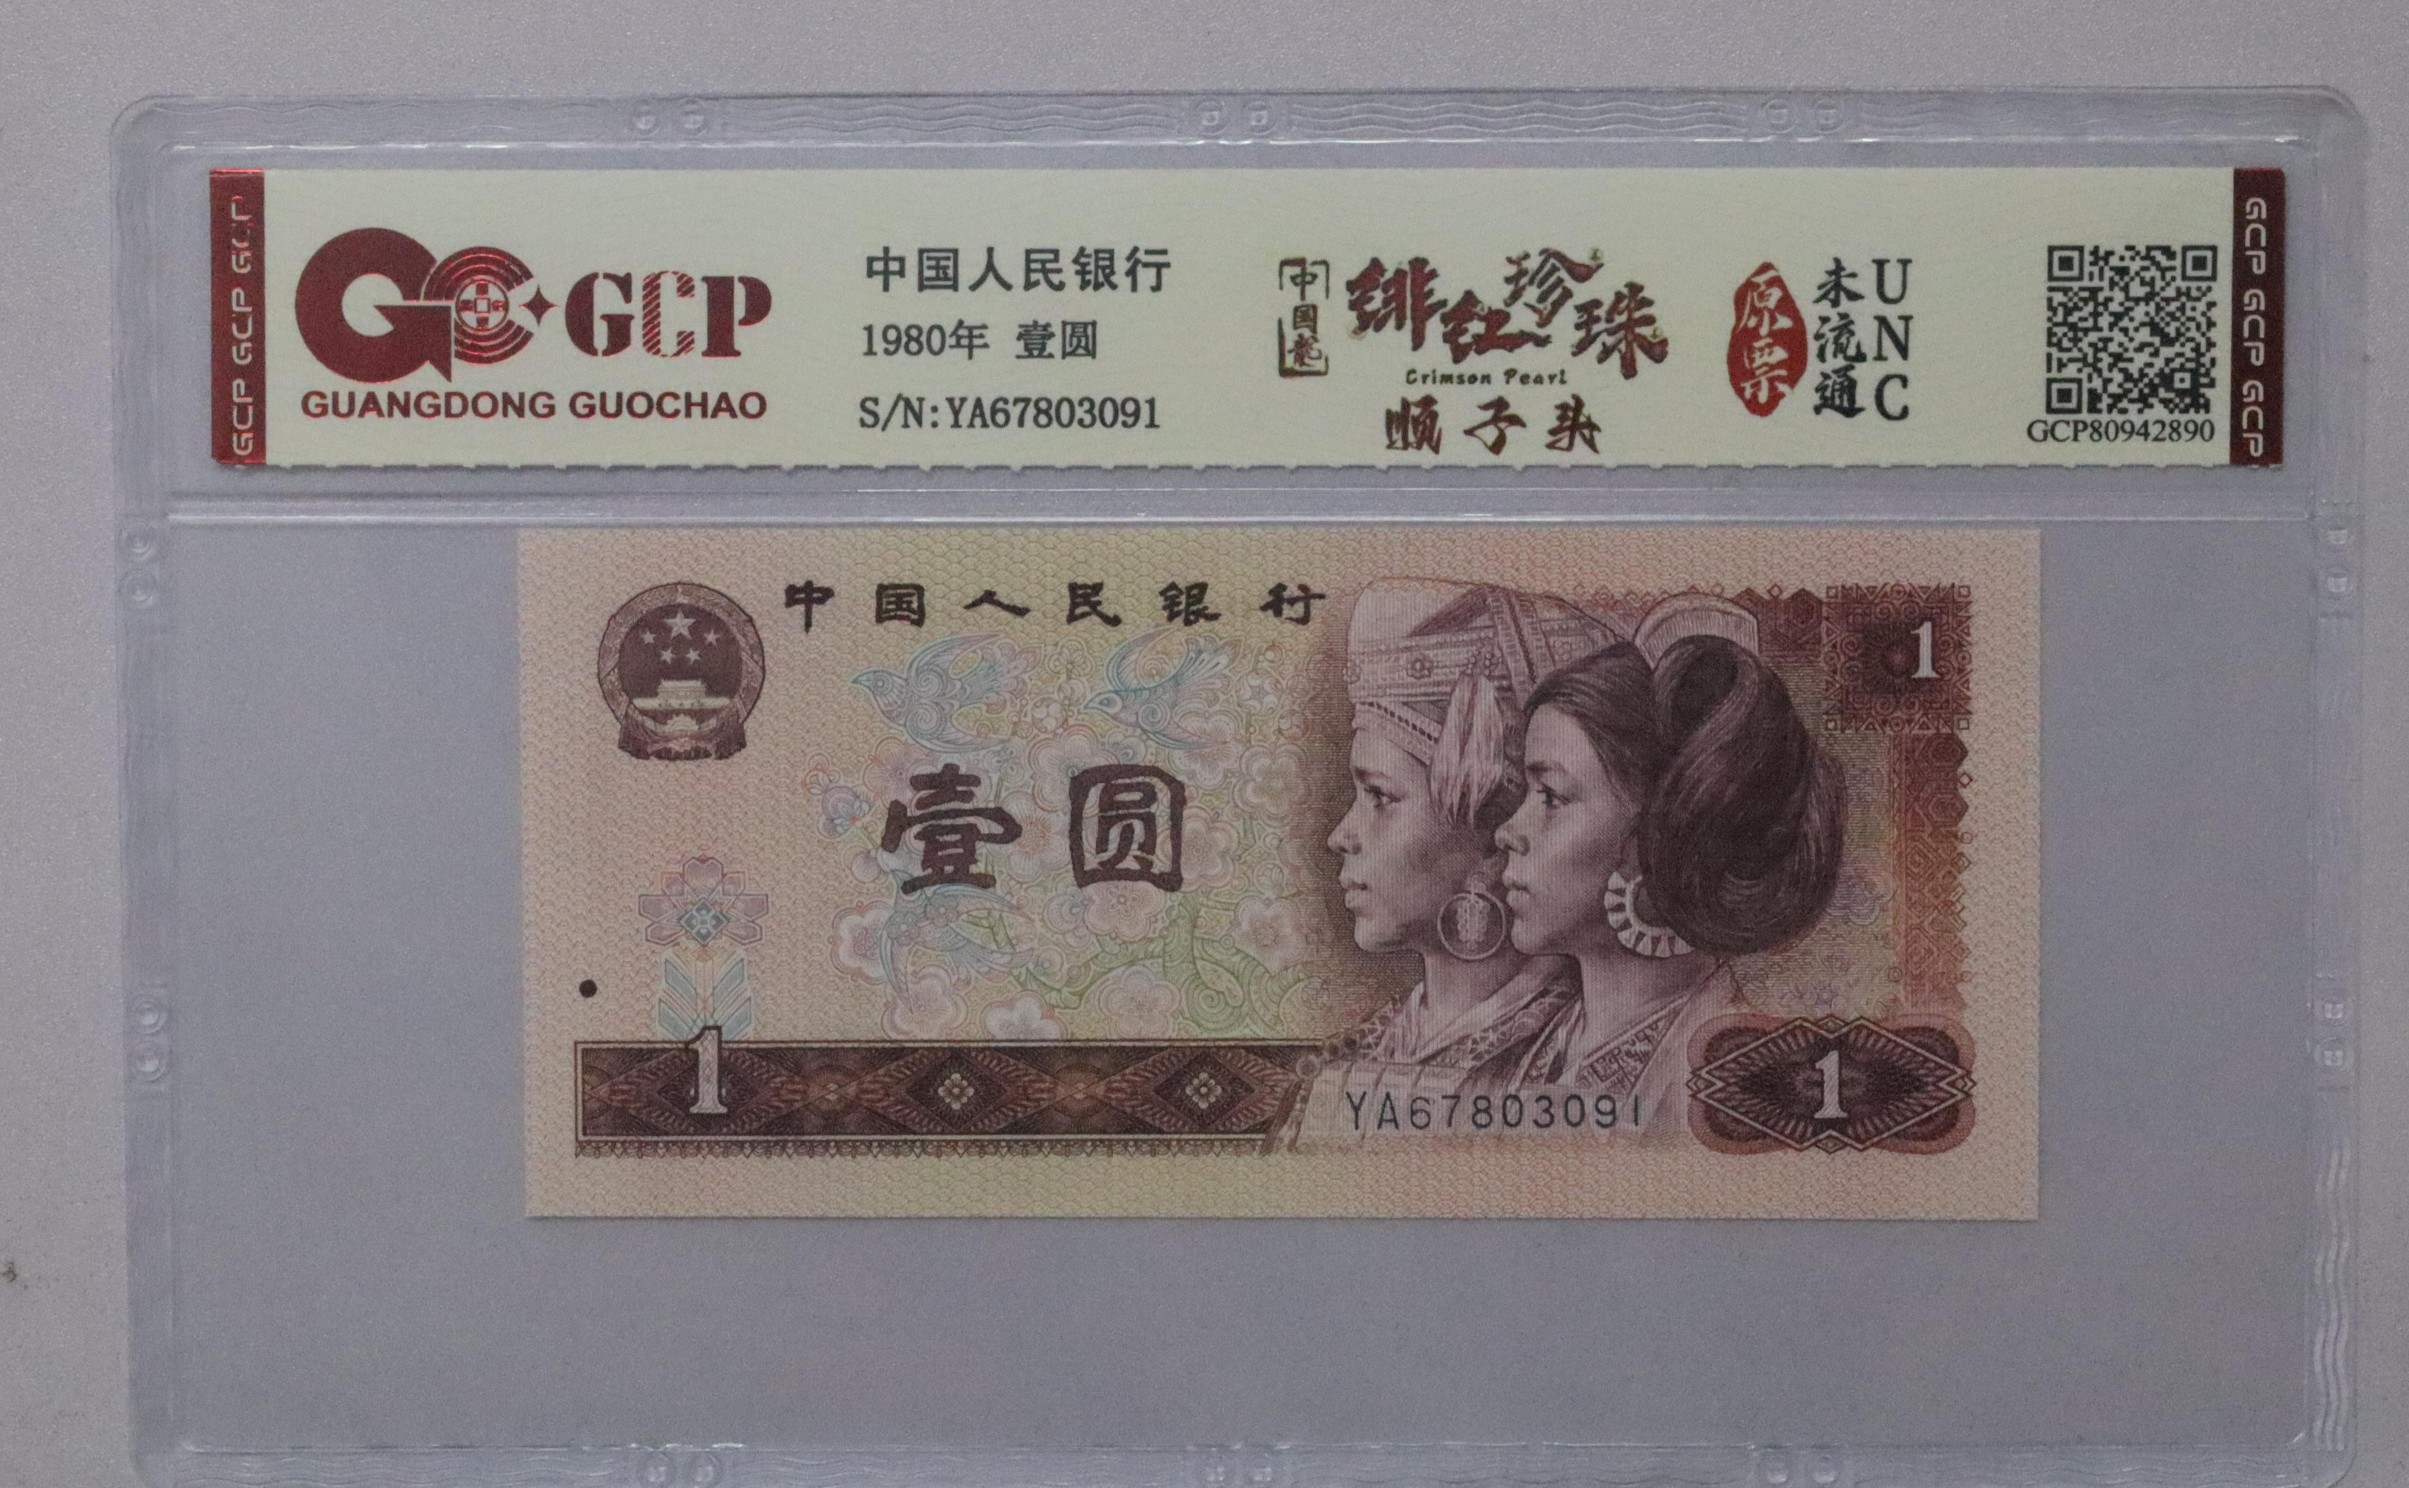 GCP GCP GCP
GCP
GUANGDONG GUOCHAO
中国人民银行
1980年 壹圆
S/N:YA67803091
中国龙
绯红珍珠
Crimson Pearl
顺子头
原票
未流通
UNC
GCP80942890
GCP GCP GCP
中国人民银行
1
壹圆
1
YA67803091
1